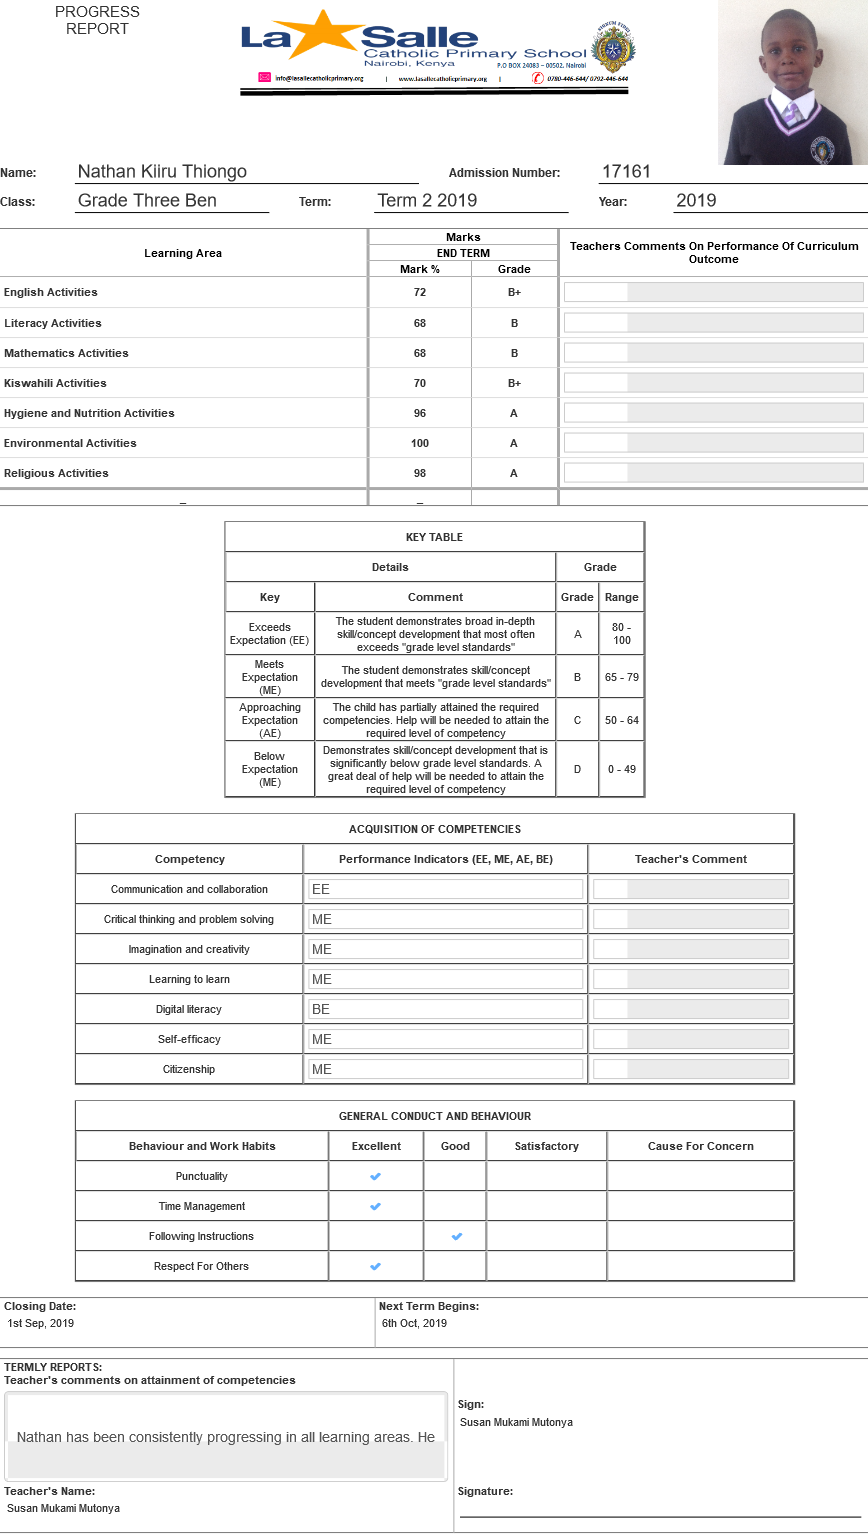 PROGRESS
REPORT
La Salle
Catholic Primary School
Nairobi, Kenya
P.O BOX 24083 – 00502, Nairobi
info@lasallecatholicprimary.org | www.lasallecatholicprimary.org | 0780-446-644/ 0792-446-644
Name: Nathan Kiiru Thiongo Admission Number: 17161
Class: Grade Three Ben Term: Term 2 2019 Year: 2019
Learning Area Marks Teachers Comments On Performance Of Curriculum Outcome
END TERM
Mark % Grade
English Activities 72 B+
Literacy Activities 68 B
Mathematics Activities 68 B
Kiswahili Activities 70 B+
Hygiene and Nutrition Activities 96 A
Environmental Activities 100 A
Religious Activities 98 A
_ _
KEY TABLE
Details Grade
Key Comment Grade Range
Exceeds Expectation (EE) The student demonstrates broad in-depth skill/concept development that most often exceeds "grade level standards" A 80 - 100
Meets Expectation (ME) The student demonstrates skill/concept development that meets "grade level standards" B 65 - 79
Approaching Expectation (AE) The child has partially attained the required competencies. Help will be needed to attain the required level of competency C 50 - 64
Below Expectation (ME) Demonstrates skill/concept development that is significantly below grade level standards. A great deal of help will be needed to attain the required level of competency D 0 - 49
ACQUISITION OF COMPETENCIES
Competency Performance Indicators (EE, ME, AE, BE) Teacher's Comment
Communication and collaboration EE
Critical thinking and problem solving ME
Imagination and creativity ME
Learning to learn ME
Digital literacy BE
Self-efficacy ME
Citizenship ME
GENERAL CONDUCT AND BEHAVIOUR
Behaviour and Work Habits Excellent Good Satisfactory Cause For Concern
Punctuality ✓
Time Management ✓
Following Instructions ✓
Respect For Others ✓
Closing Date: Next Term Begins:
1st Sep, 2019 6th Oct, 2019
TERMLY REPORTS:
Teacher's comments on attainment of competencies
Nathan has been consistently progressing in all learning areas. He
Sign:
Susan Mukami Mutonya
Teacher's Name: Signature:
Susan Mukami Mutonya